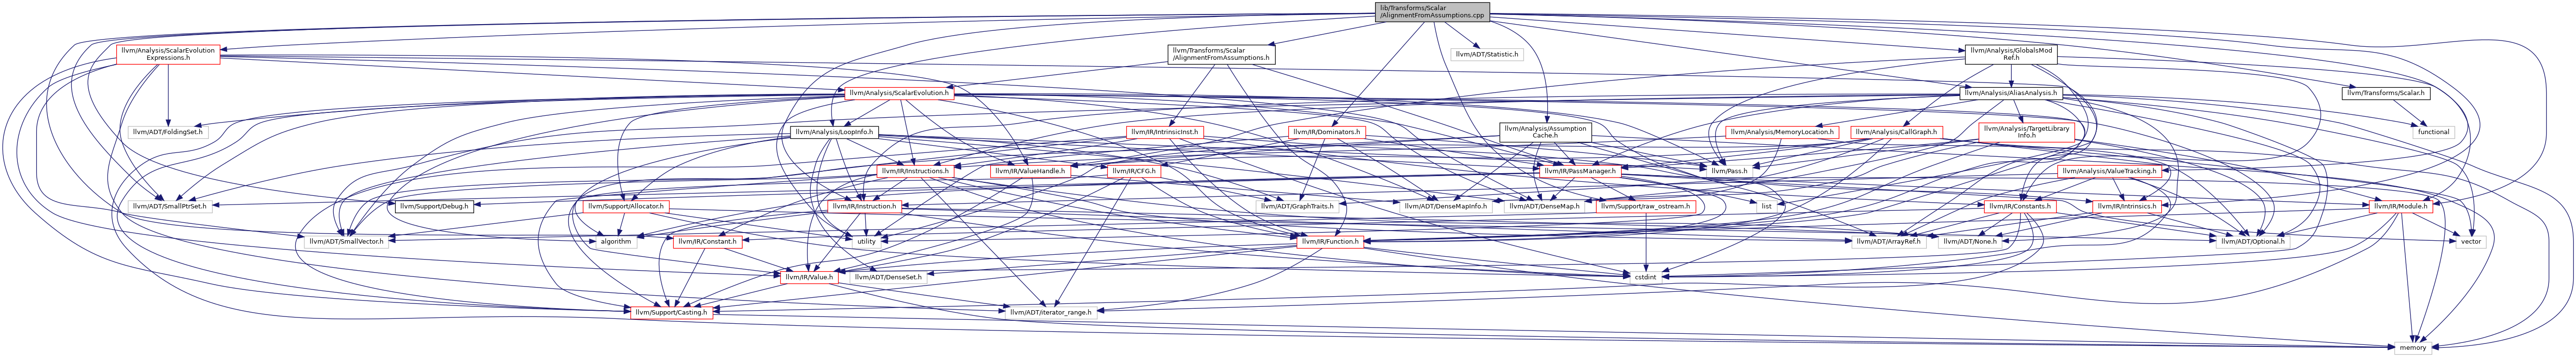 lib/Transforms/Scalar
/AlignmentFromAssumptions.cpp
llvm/Analysis/ScalarEvolution
Expressions.h
llvm/Transforms/Scalar
/AlignmentFromAssumptions.h
llvm/ADT/Statistic.h
llvm/Analysis/GlobalsMod
Ref.h
llvm/Analysis/ScalarEvolution.h
llvm/Analysis/AliasAnalysis.h
llvm/Transforms/Scalar.h
llvm/ADT/FoldingSet.h
llvm/Analysis/LoopInfo.h
llvm/IR/IntrinsicInst.h
llvm/IR/Dominators.h
llvm/Analysis/Assumption
Cache.h
llvm/Analysis/MemoryLocation.h
llvm/Analysis/CallGraph.h
llvm/Analysis/TargetLibrary
Info.h
functional
llvm/IR/Instructions.h
llvm/IR/ValueHandle.h
llvm/IR/CFG.h
llvm/IR/PassManager.h
llvm/Pass.h
llvm/Analysis/ValueTracking.h
llvm/ADT/SmallPtrSet.h
llvm/Support/Debug.h
llvm/Support/Allocator.h
llvm/IR/Instruction.h
llvm/ADT/GraphTraits.h
llvm/ADT/DenseMapInfo.h
llvm/ADT/DenseMap.h
llvm/Support/raw_ostream.h
list
llvm/IR/Constants.h
llvm/IR/Intrinsics.h
llvm/IR/Module.h
llvm/ADT/SmallVector.h
algorithm
llvm/IR/Constant.h
utility
llvm/IR/Function.h
llvm/ADT/ArrayRef.h
llvm/ADT/None.h
llvm/ADT/Optional.h
vector
llvm/IR/Value.h
llvm/ADT/DenseSet.h
cstdint
llvm/Support/Casting.h
llvm/ADT/iterator_range.h
memory